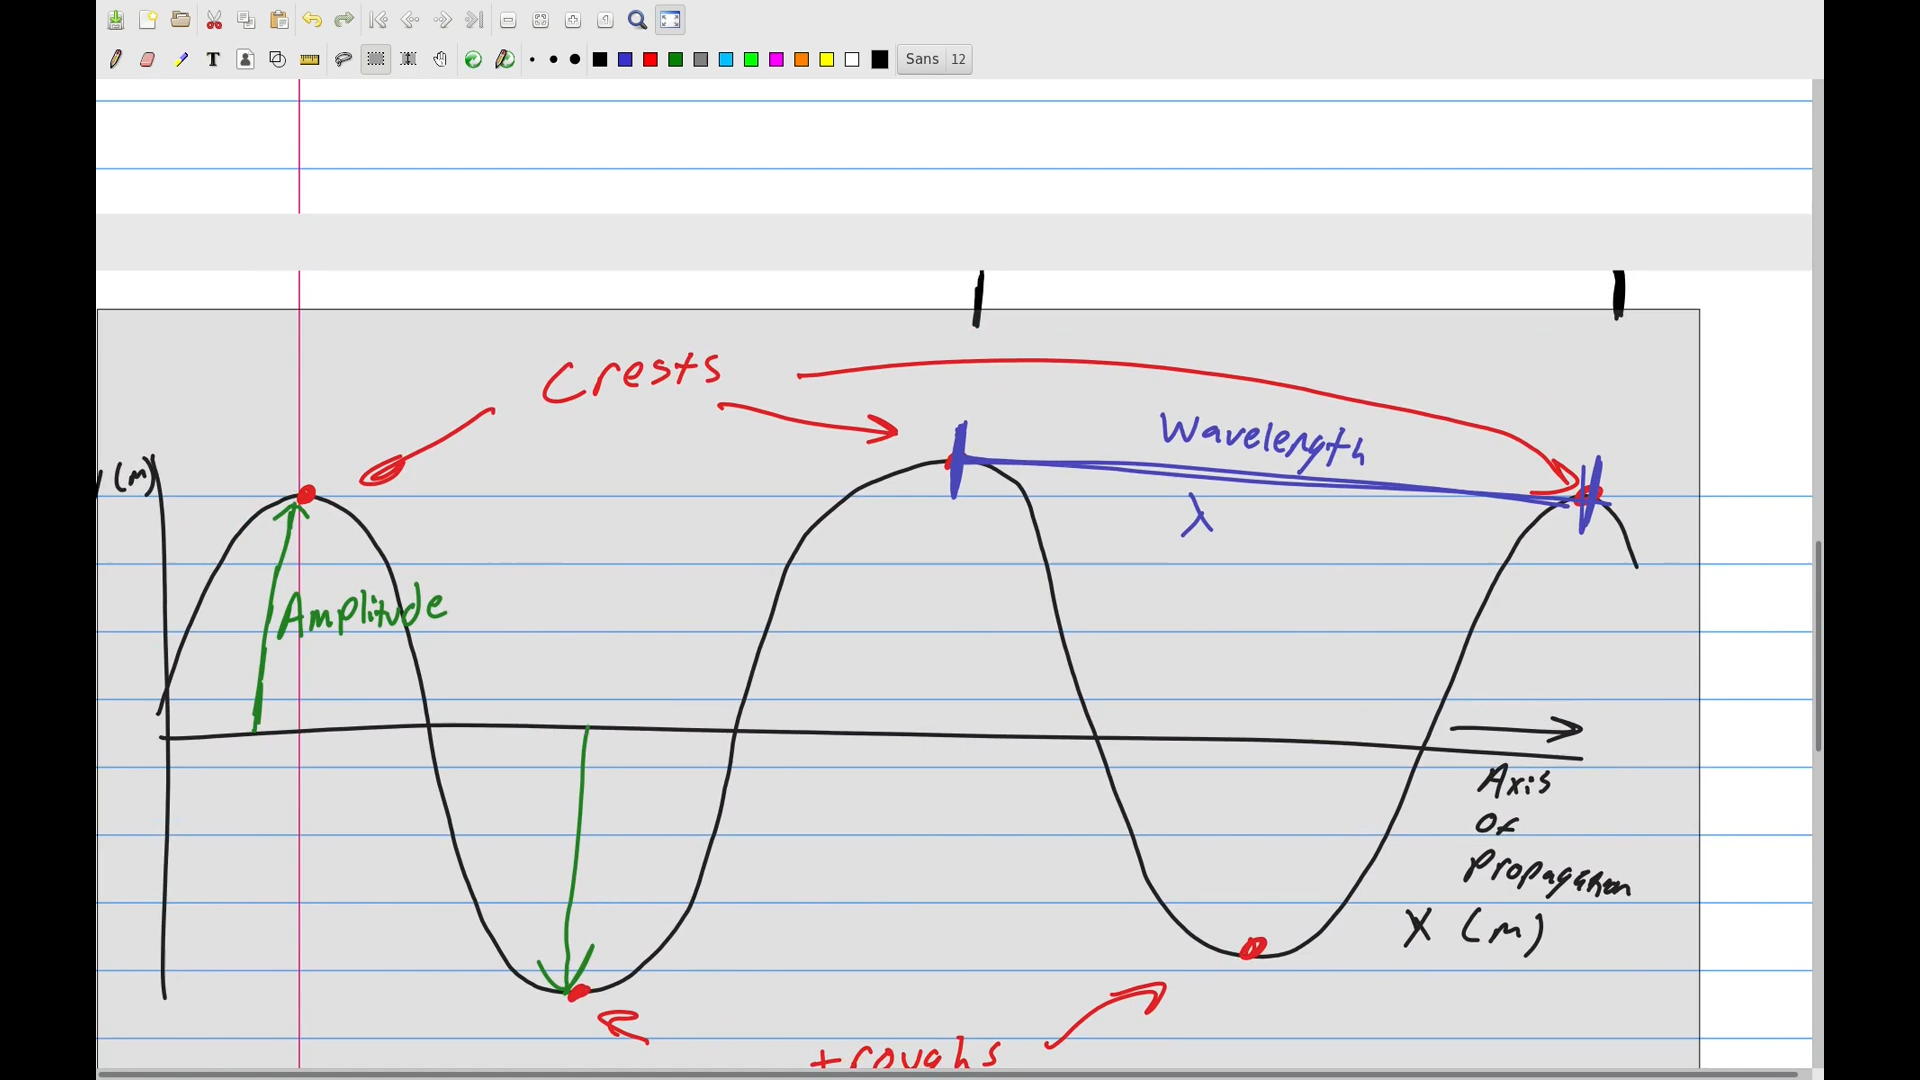 Sans 12
Crests
Wavelength
(m)
λ
Amplitude
Axis
Of
Propagation
X (m)
troughs